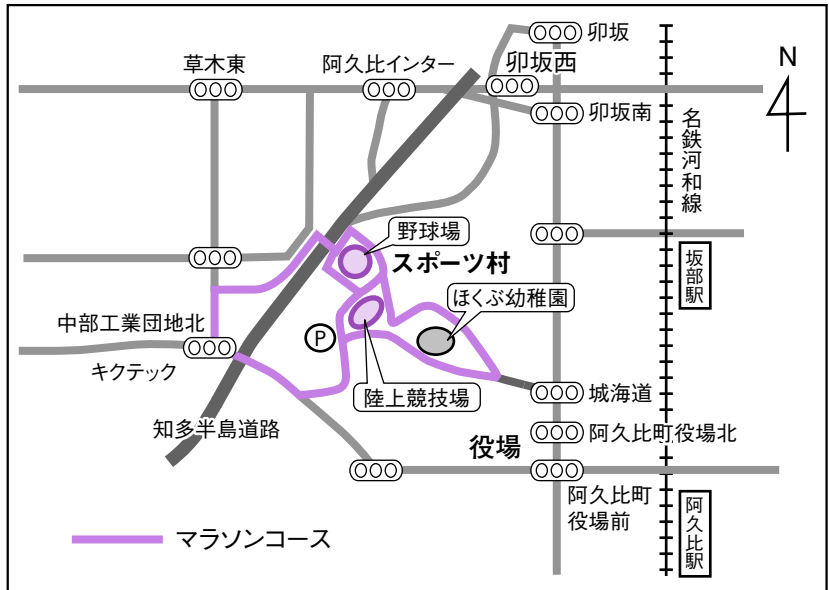 卯坂
N
草木東
阿久比インター
卯坂西
卯坂南
名鉄河和線
野球場
スポーツ村
坂部駅
ほくぶ幼稚園
中部工業団地北
P
キクテック
陸上競技場
城海道
知多半島道路
役場
阿久比町役場北
阿久比町
役場前
阿久比駅
マラソンコース